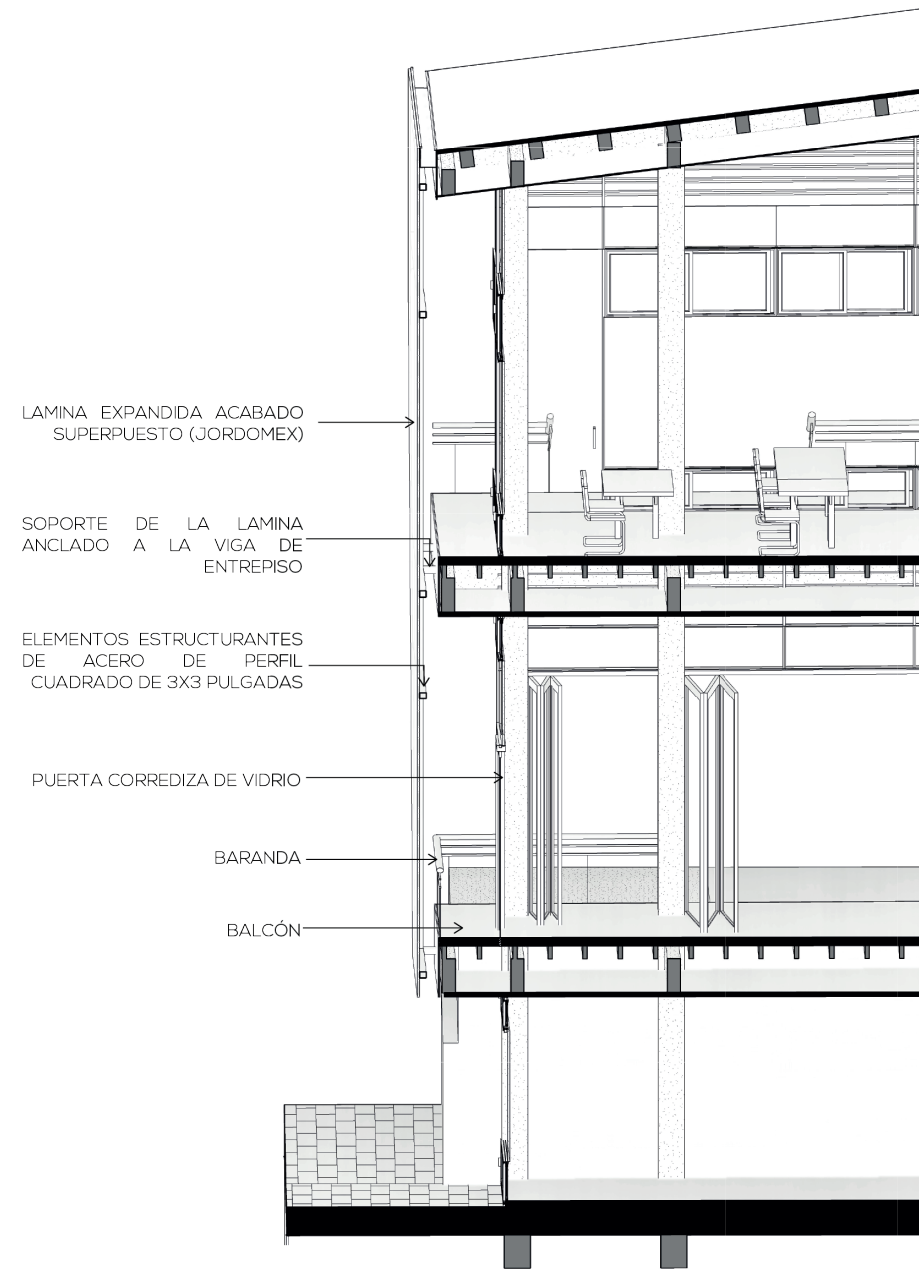 LAMINA EXPANDIDA ACABADO
SUPERPUESTO (JORDOMEX)
SOPORTE DE LA LAMINA
ANCLADO A LA VIGA DE
ENTREPISO
ELEMENTOS ESTRUCTURANTES
DE ACERO DE PERFIL
CUADRADO DE 3X3 PULGADAS
PUERTA CORREDIZA DE VIDRIO
BARANDA
BALCÓN